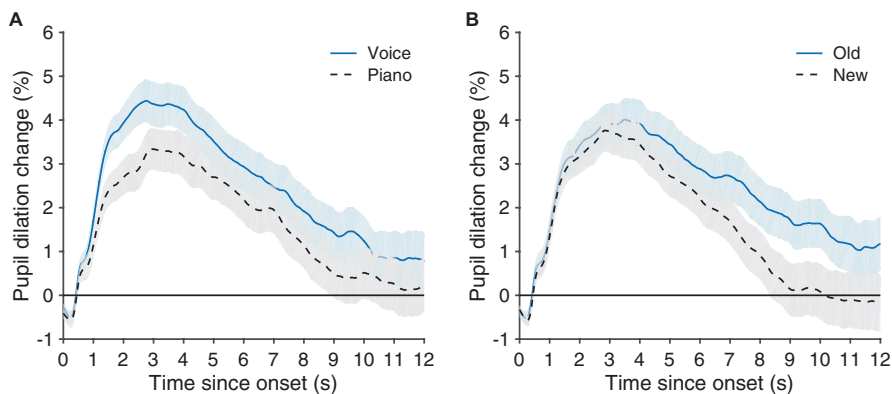 A
Pupil dilation change (%)
6
5
4
3
2
1
0
-1
Voice
Piano
0 1 2 3 4 5 6 7 8 9 10 11 12
Time since onset (s)
B
Pupil dilation change (%)
6
5
4
3
2
1
0
-1
Old
New
0 1 2 3 4 5 6 7 8 9 10 11 12
Time since onset (s)